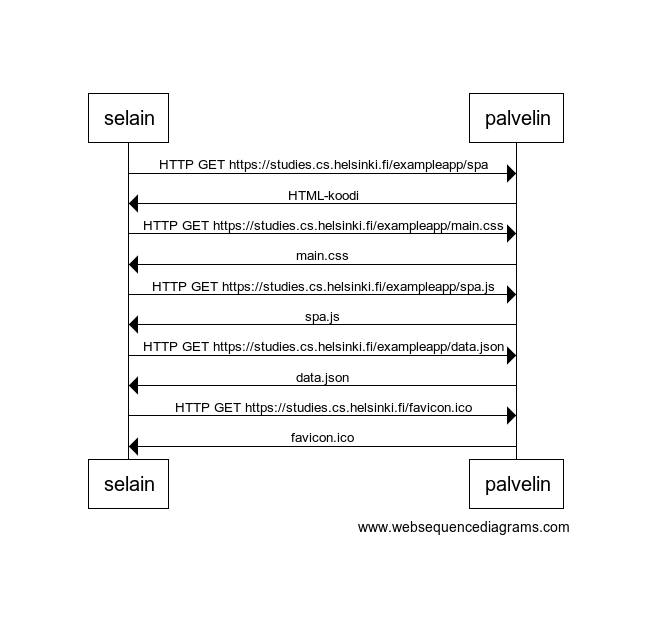 selain palvelin
HTTP GET https://studies.cs.helsinki.fi/exampleapp/spa
HTML-koodi
HTTP GET https://studies.cs.helsinki.fi/exampleapp/main.css
main.css
HTTP GET https://studies.cs.helsinki.fi/exampleapp/spa.js
spa.js
HTTP GET https://studies.cs.helsinki.fi/exampleapp/data.json
data.json
HTTP GET https://studies.cs.helsinki.fi/favicon.ico
favicon.ico
selain palvelin
www.websequencediagrams.com